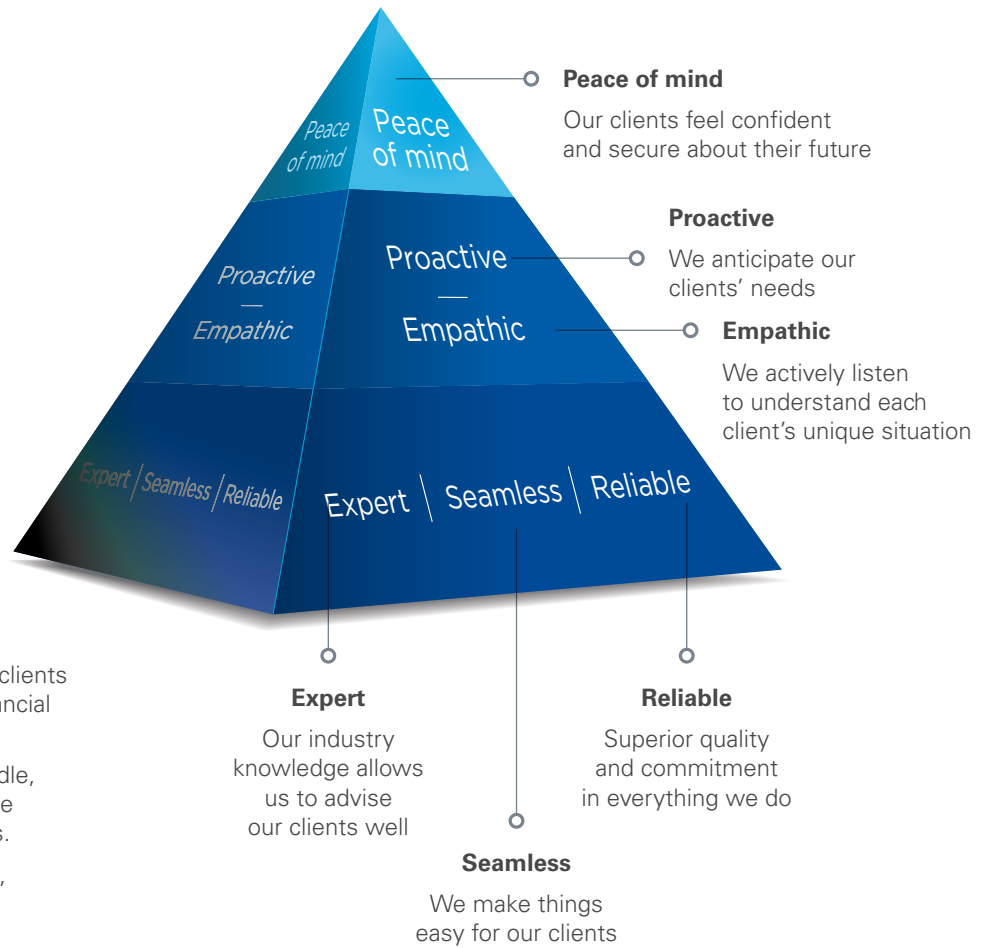 Peace of mind
Our clients feel confident
and secure about their future
Peace
of mind
Peace
of mind
Proactive
We anticipate our
clients’ needs
Proactive
Empathic
Proactive
Empathic
Empathic
We actively listen
to understand each
client’s unique situation
Expert | Seamless | Reliable
Expert | Seamless | Reliable
clients
dle,
Expert
Our industry
knowledge allows
us to advise
our clients well
Reliable
Superior quality
and commitment
in everything we do
Seamless
We make things
easy for our clients